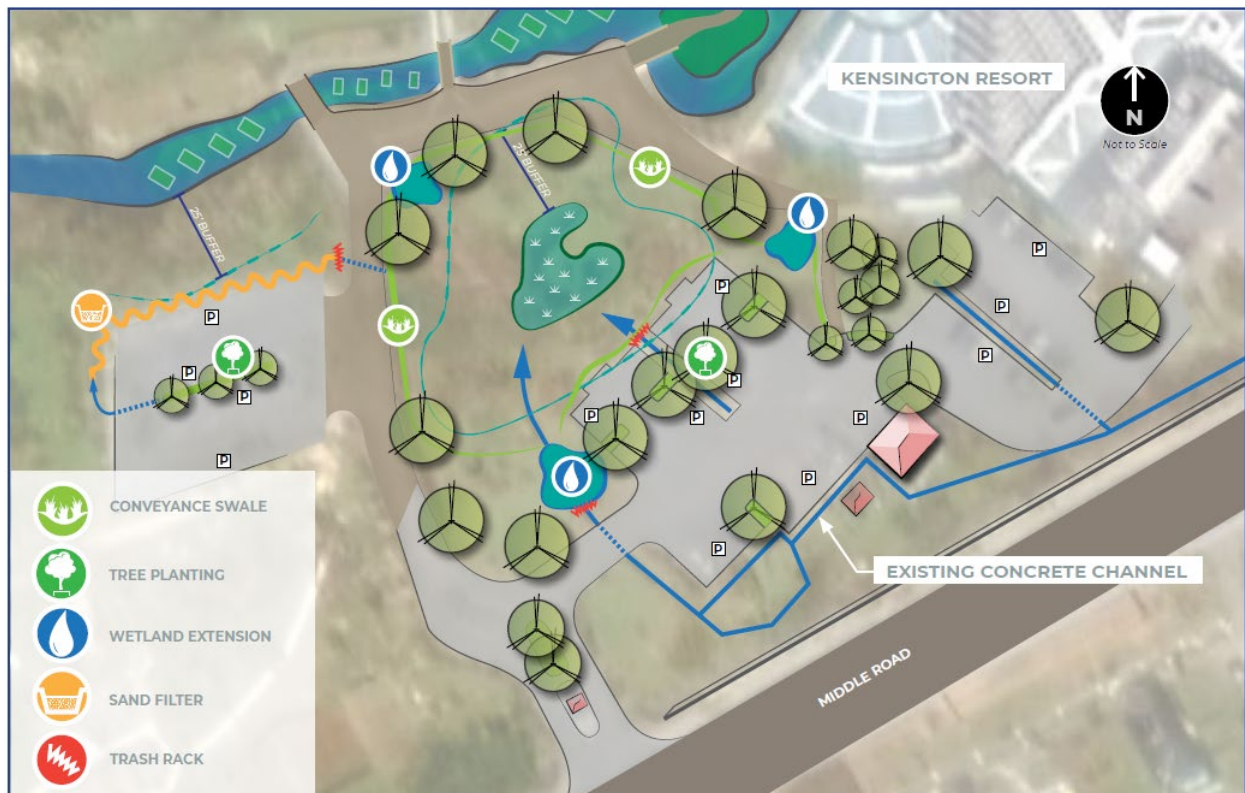 KENSINGTON RESORT
N
Not to Scale
25' BUFFER
25' BUFFER
P
P
P
P
P
P
P
P
P
P
P
P
P
P
CONVEYANCE SWALE
TREE PLANTING
WETLAND EXTENSION
SAND FILTER
TRASH RACK
EXISTING CONCRETE CHANNEL
MIDDLE ROAD